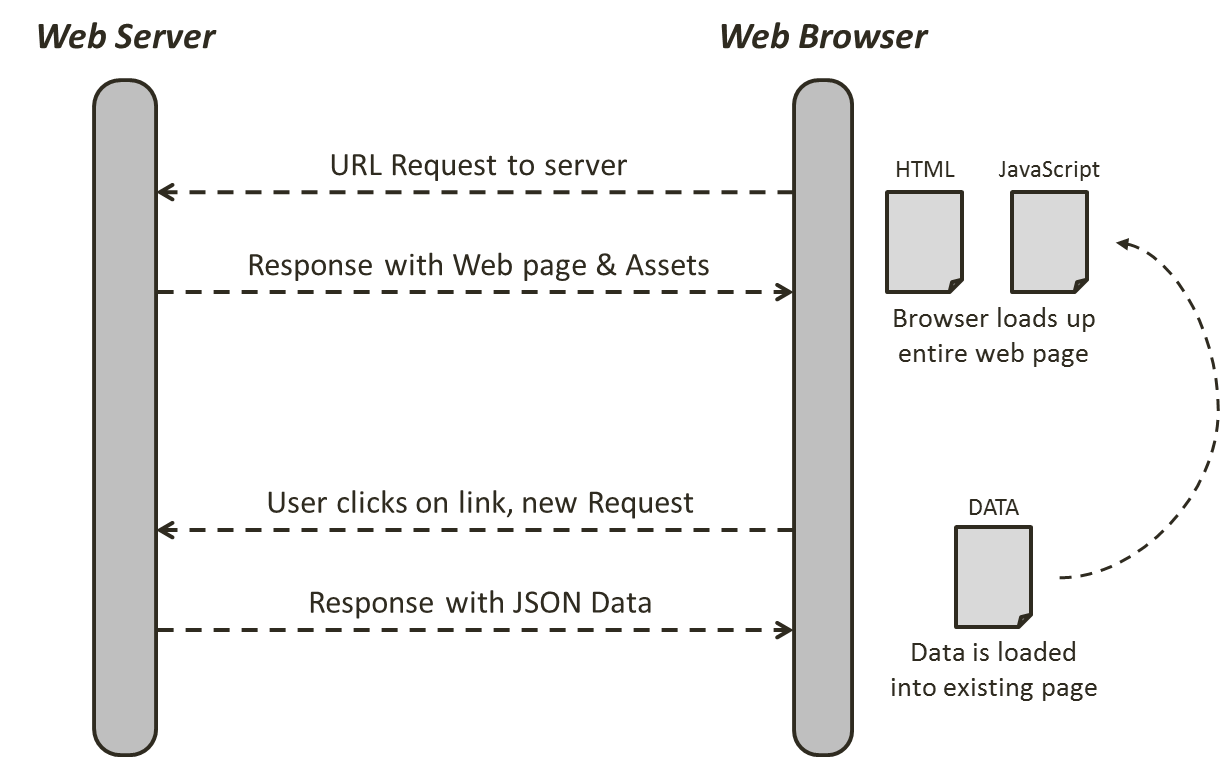 Web Server
Web Browser
URL Request to server
HTML
JavaScript
Response with Web page & Assets
Browser loads up
entire web page
User clicks on link, new Request
DATA
Response with JSON Data
Data is loaded
into existing page